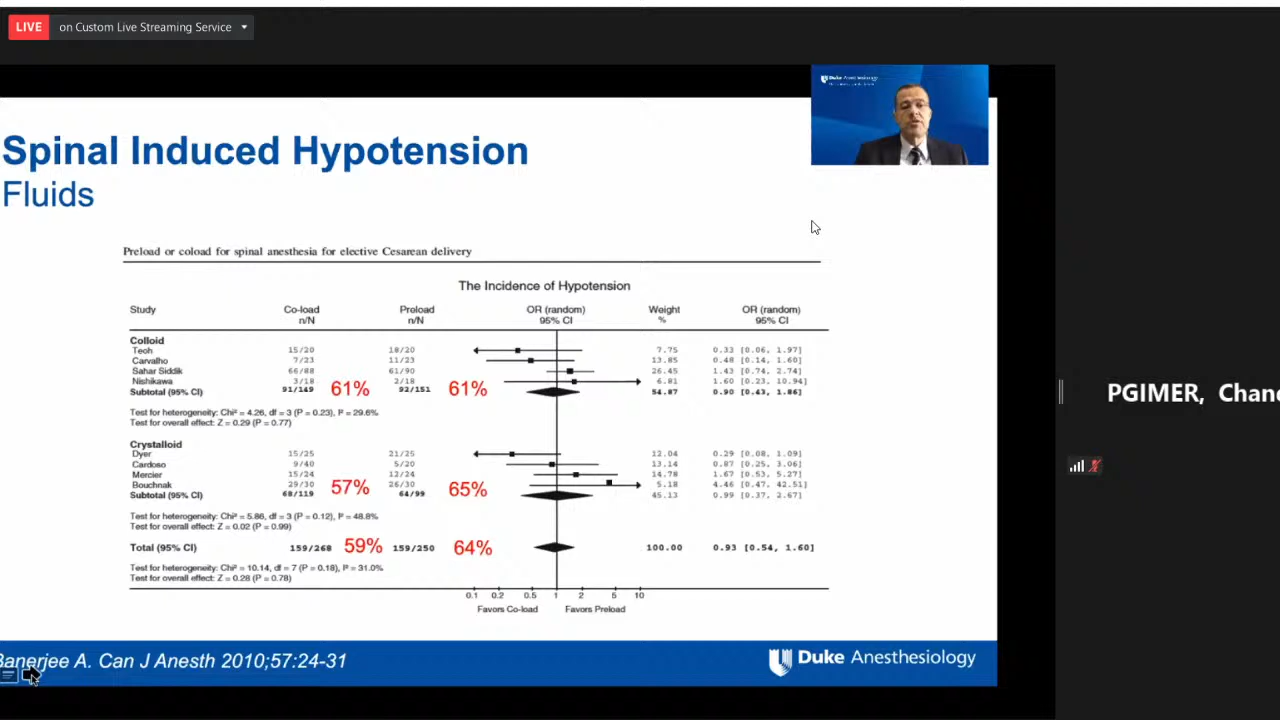 LIVE on Custom Live Streaming Service
Duke Anesthesiology
Spinal Induced Hypotension
Fluids
Preload or coload for spinal anesthesia for elective Cesarean delivery
The Incidence of Hypotension
Study Co-load Preload OR (random) Weight OR (random)
n/N n/N 95% CI % 95% CI
Colloid
Teoh 15/20 18/20 7.75 0.33 [0.06, 1.97]
Carvalho 7/23 11/23 13.85 0.48 [0.14, 1.60]
Sahar Siddik 66/88 61/90 26.45 1.43 [0.74, 2.74]
Nishikawa 3/18 2/18 6.81 1.60 [0.23, 10.94]
Subtotal (95% CI) 91/149 61% 92/151 61% 54.87 0.90 [0.43, 1.86]
Test for heterogeneity: Chi² = 4.26, df = 3 (P = 0.23), I² = 29.6%
Test for overall effect: Z = 0.29 (P = 0.77)
Crystalloid
Dyer 15/25 21/25 12.04 0.29 [0.08, 1.09]
Cardoso 9/40 5/20 13.14 0.87 [0.25, 3.06]
Mercier 15/24 12/24 14.78 1.67 [0.53, 5.27]
Bouchnak 29/30 26/30 5.18 4.46 [0.47, 42.51]
Subtotal (95% CI) 68/119 57% 64/99 65% 45.13 0.99 [0.37, 2.67]
Test for heterogeneity: Chi² = 5.86, df = 3 (P = 0.12), I² = 48.8%
Test for overall effect: Z = 0.02 (P = 0.99)
Total (95% CI) 159/268 59% 159/250 64% 100.00 0.93 [0.54, 1.60]
Test for heterogeneity: Chi² = 10.14, df = 7 (P = 0.18), I² = 31.0%
Test for overall effect: Z = 0.28 (P = 0.78)
0.1 0.2 0.5 1 2 5 10
Favors Co-load Favors Preload
Banerjee A. Can J Anesth 2010;57:24-31
Duke Anesthesiology
PGIMER, Chan